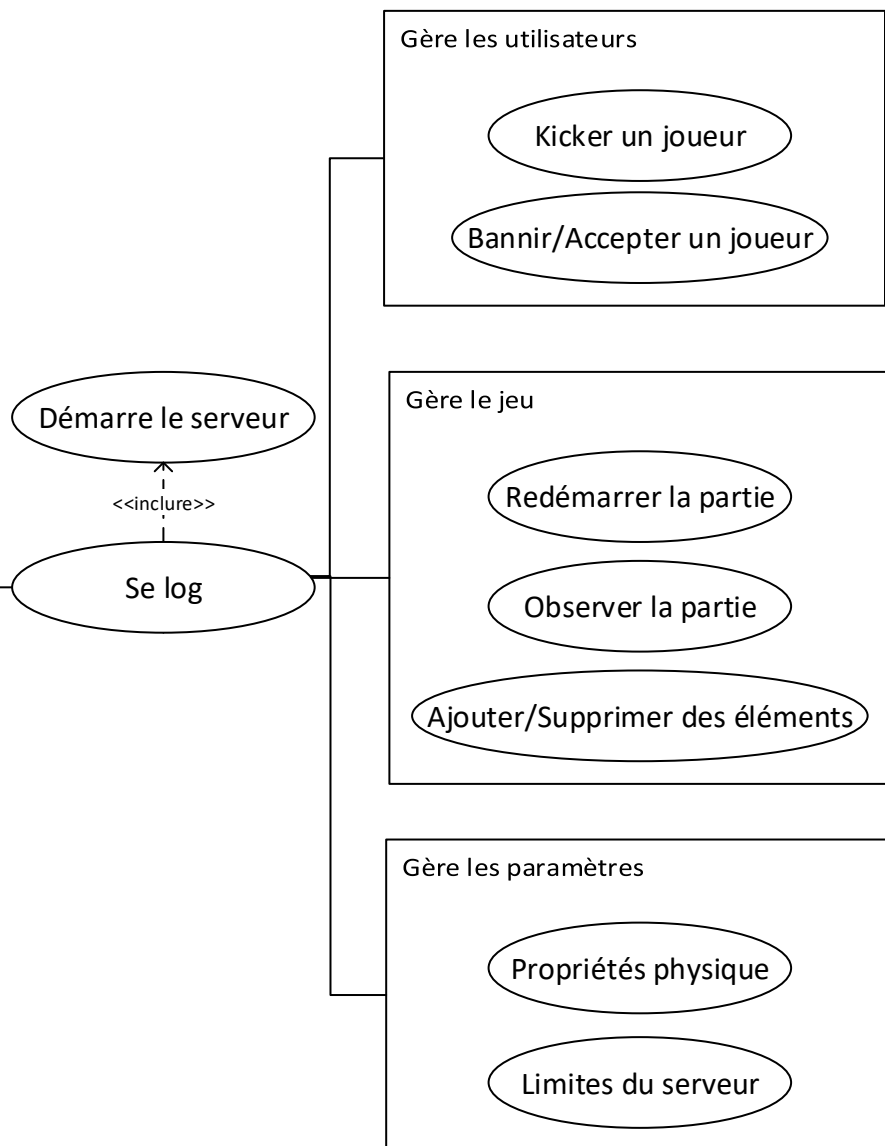 Gère les utilisateurs
Kicker un joueur
Bannir/Accepter un joueur
Démarre le serveur
<<inclure>>
Se log
Gère le jeu
Redémarrer la partie
Observer la partie
Ajouter/Supprimer des éléments
Gère les paramètres
Propriétés physique
Limites du serveur